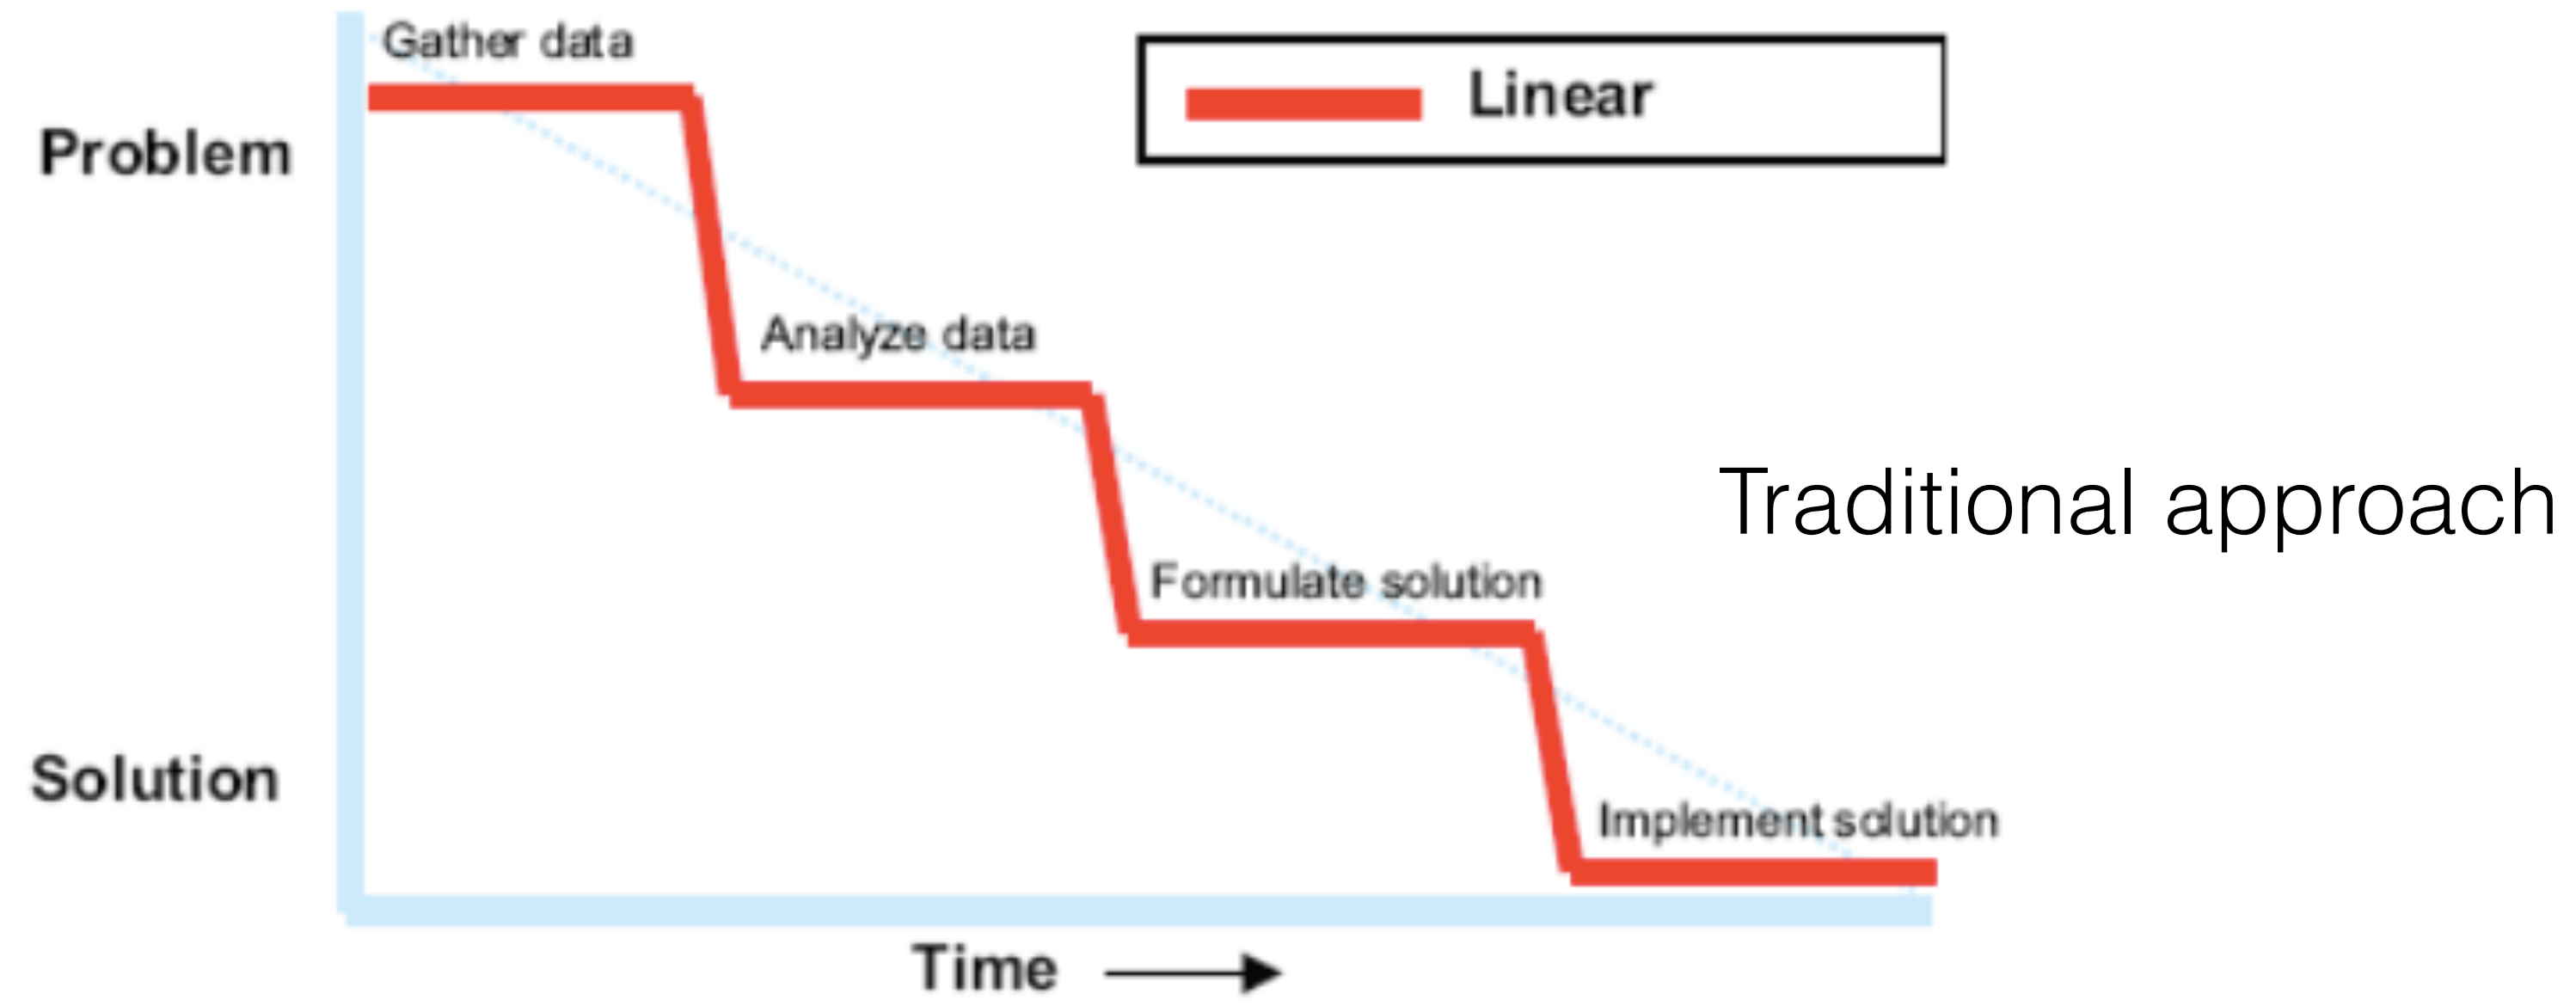 Gather data
Linear
Problem
Analyze data
Traditional approach
Formulate solution
Solution
Implement solution
Time